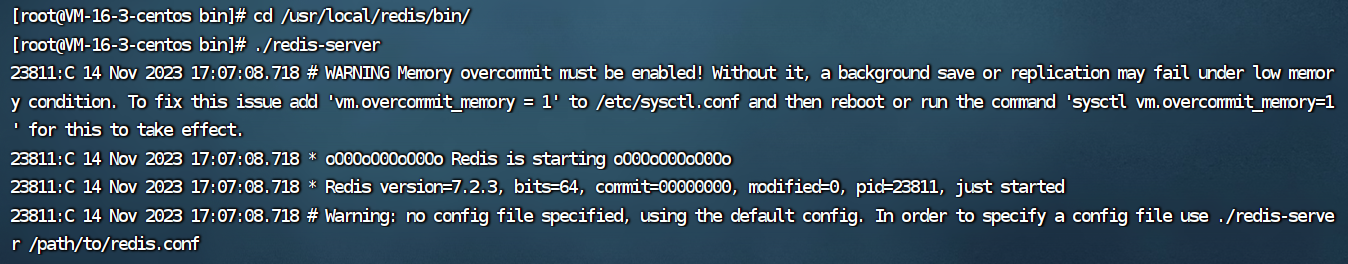 [root@VM-16-3-centos bin]# cd /usr/local/redis/bin/
[root@VM-16-3-centos bin]# ./redis-server
23811:C 14 Nov 2023 17:07:08.718 # WARNING Memory overcommit must be enabled! Without it, a background save or replication may fail under low memor
y condition. To fix this issue add 'vm.overcommit_memory = 1' to /etc/sysctl.conf and then reboot or run the command 'sysctl vm.overcommit_memory=1
' for this to take effect.
23811:C 14 Nov 2023 17:07:08.718 * oO0OoO0OoO0Oo Redis is starting oO0OoO0OoO0Oo
23811:C 14 Nov 2023 17:07:08.718 * Redis version=7.2.3, bits=64, commit=00000000, modified=0, pid=23811, just started
23811:C 14 Nov 2023 17:07:08.718 # Warning: no config file specified, using the default config. In order to specify a config file use ./redis-serve
r /path/to/redis.conf